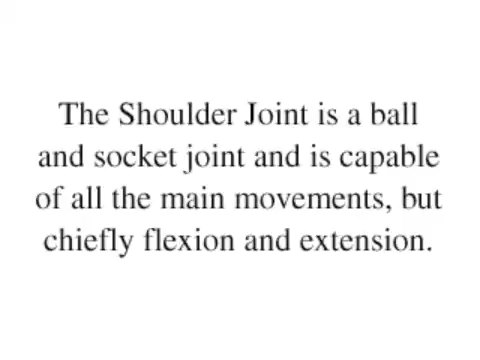 The Shoulder Joint is a ball
and socket joint and is capable
of all the main movements, but
chiefly flexion and extension.